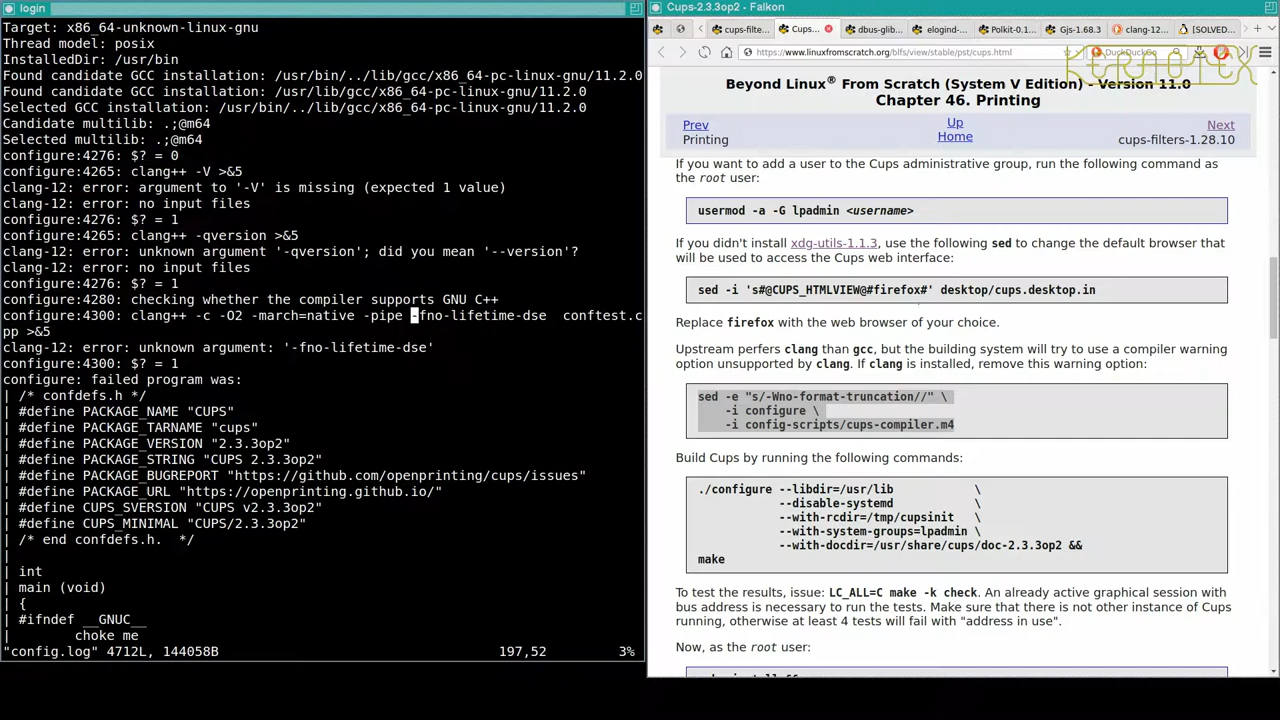 login
Target: x86_64-unknown-linux-gnu
Thread model: posix
InstalledDir: /usr/bin
Found candidate GCC installation: /usr/bin/../lib/gcc/x86_64-pc-linux-gnu/11.2.0
Found candidate GCC installation: /usr/bin/../lib/gcc/x86_64-pc-linux-gnu/11.2.0
Selected GCC installation: /usr/bin/../lib/gcc/x86_64-pc-linux-gnu/11.2.0
Candidate multilib: .;@m64
Selected multilib: .;@m64
configure:4276: $? = 0
configure:4265: clang++ -V >&5
clang-12: error: argument to '-V' is missing (expected 1 value)
clang-12: error: no input files
configure:4276: $? = 1
configure:4265: clang++ -qversion >&5
clang-12: error: unknown argument '-qversion'; did you mean '--version'?
clang-12: error: no input files
configure:4276: $? = 1
configure:4280: checking whether the compiler supports GNU C++
configure:4300: clang++ -c -O2 -march=native -pipe -fno-lifetime-dse  conftest.c
pp >&5
clang-12: error: unknown argument: '-fno-lifetime-dse'
configure:4300: $? = 1
configure: failed program was:
| /* confdefs.h */
| #define PACKAGE_NAME "CUPS"
| #define PACKAGE_TARNAME "cups"
| #define PACKAGE_VERSION "2.3.3op2"
| #define PACKAGE_STRING "CUPS 2.3.3op2"
| #define PACKAGE_BUGREPORT "https://github.com/openprinting/cups/issues"
| #define PACKAGE_URL "https://openprinting.github.io/"
| #define CUPS_SVERSION "CUPS v2.3.3op2"
| #define CUPS_MINIMAL "CUPS/2.3.3op2"
| /* end confdefs.h.  */
|
| int
| main (void)
| {
| #ifndef __GNUC__
|        choke me
"config.log" 4712L, 144058B 197,52 3%
Cups-2.3.3op2 - Falkon
cups-filte... Cups... dbus-glib... elogind-... Polkit-0.1... Gjs-1.68.3 clang-12... [SOLVED...
https://www.linuxfromscratch.org/blfs/view/stable/pst/cups.html DuckDuckGo
KERNOTEX
Beyond Linux® From Scratch (System V Edition) - Version 11.0
Chapter 46. Printing
Prev Up Next
Printing Home cups-filters-1.28.10
If you want to add a user to the Cups administrative group, run the following command as
the root user:
usermod -a -G lpadmin <username>
If you didn't install xdg-utils-1.1.3, use the following sed to change the default browser that
will be used to access the Cups web interface:
sed -i 's#@CUPS_HTMLVIEW@#firefox#' desktop/cups.desktop.in
Replace firefox with the web browser of your choice.
Upstream perfers clang than gcc, but the building system will try to use a compiler warning
option unsupported by clang. If clang is installed, remove this warning option:
sed -e "s/-Wno-format-truncation//" \
-i configure \
-i config-scripts/cups-compiler.m4
Build Cups by running the following commands:
./configure --libdir=/usr/lib \
--disable-systemd \
--with-rcdir=/tmp/cupsinit \
--with-system-groups=lpadmin \
--with-docdir=/usr/share/cups/doc-2.3.3op2 &&
make
To test the results, issue: LC_ALL=C make -k check. An already active graphical session with
bus address is necessary to run the tests. Make sure that there is not other instance of Cups
running, otherwise at least 4 tests will fail with "address in use".
Now, as the root user: